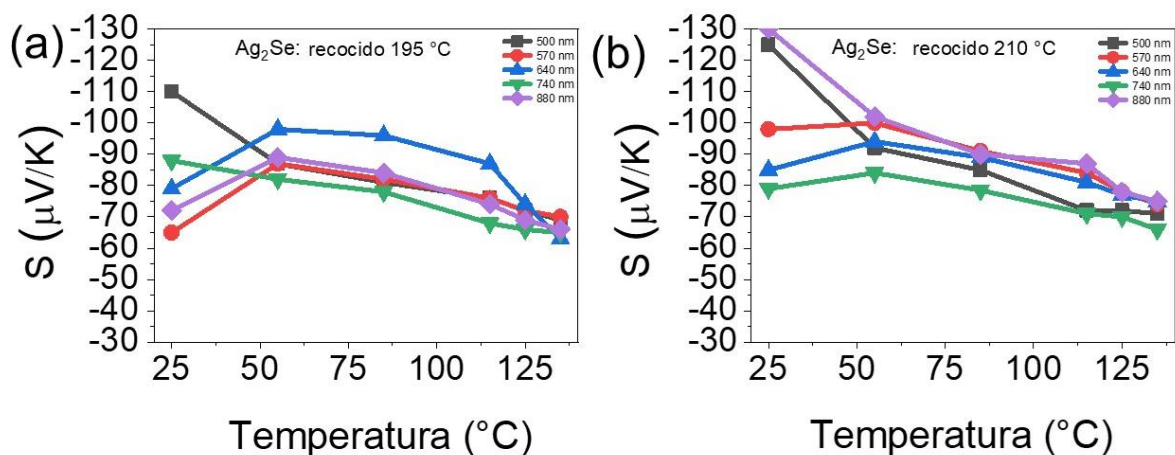 (a)
Ag₂Se: recocido 195 °C
500 nm
570 nm
640 nm
740 nm
880 nm
-130
-120
-110
-100
-90
-80
-70
-60
-50
-40
-30
S (μV/K)
25
50
75
100
125
Temperatura (°C)
(b)
Ag₂Se: recocido 210 °C
500 nm
570 nm
640 nm
740 nm
880 nm
-130
-120
-110
-100
-90
-80
-70
-60
-50
-40
-30
S (μV/K)
25
50
75
100
125
Temperatura (°C)